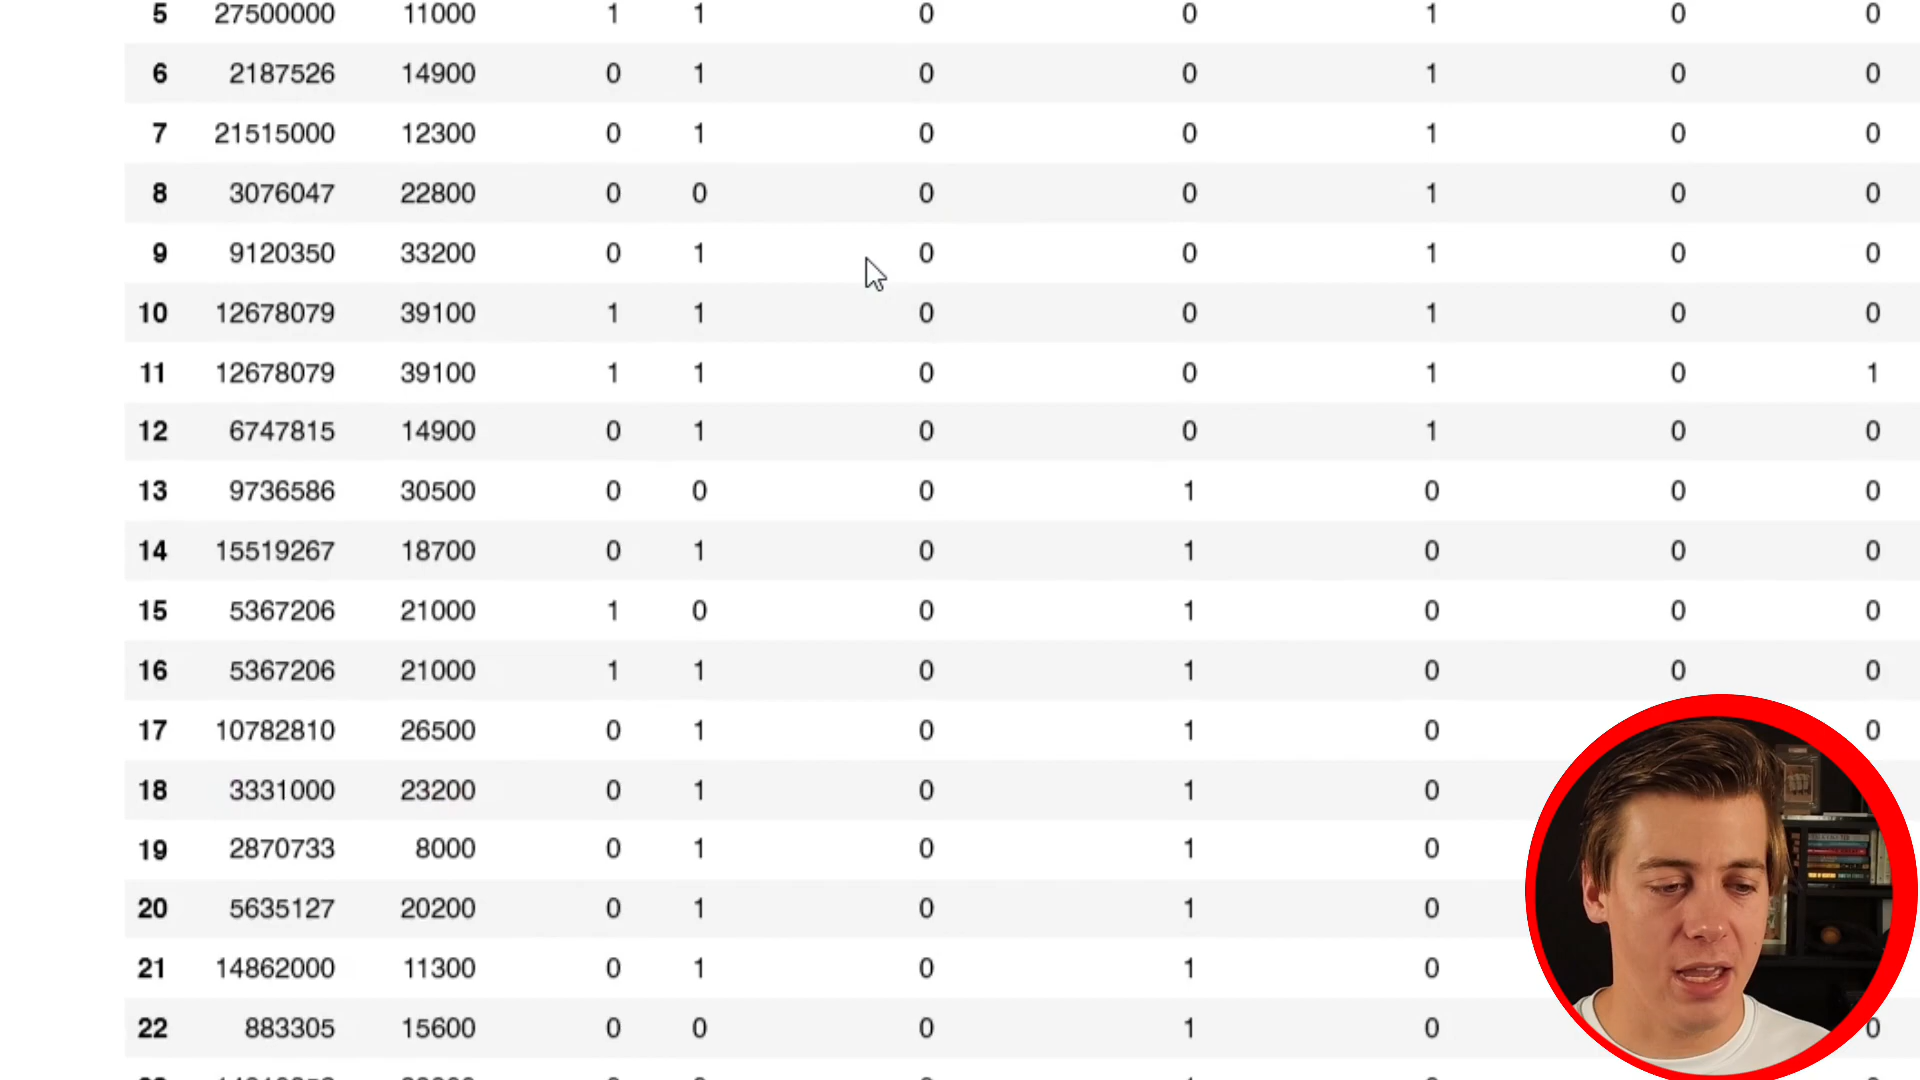 5 27500000 11000 1 1 0 0 1 0 0
6 2187526 14900 0 1 0 0 1 0 0
7 21515000 12300 0 1 0 0 1 0 0
8 3076047 22800 0 0 0 0 1 0 0
9 9120350 33200 0 1 0 0 1 0 0
10 12678079 39100 1 1 0 0 1 0 0
11 12678079 39100 1 1 0 0 1 0 1
12 6747815 14900 0 1 0 0 1 0 0
13 9736586 30500 0 0 0 1 0 0 0
14 15519267 18700 0 1 0 1 0 0 0
15 5367206 21000 1 0 0 1 0 0 0
16 5367206 21000 1 1 0 1 0 0 0
17 10782810 26500 0 1 0 1 0 0
18 3331000 23200 0 1 0 1 0
19 2870733 8000 0 1 0 1 0
20 5635127 20200 0 1 0 1 0
21 14862000 11300 0 1 0 1 0
22 883305 15600 0 0 0 1 0 0